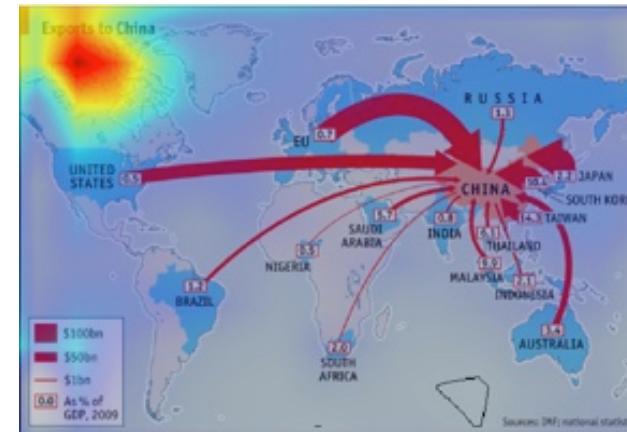 Exports to China
RUSSIA
EU
0.7
UNITED
STATES
0.5
CHINA
2.2
JAPAN
SOUTH KOR
TAIWAN
14.3
SAUDI
ARABIA
5.7
INDIA
0.8
THAILAND
6.1
NIGERIA
0.5
MALAYSIA
9.0
INDONESIA
2.1
BRAZIL
1.2
SOUTH
AFRICA
2.0
AUSTRALIA
3.4
$100bn
$50bn
$1bn
0.0 As % of
GDP, 2009
Sources: IMF; national statist